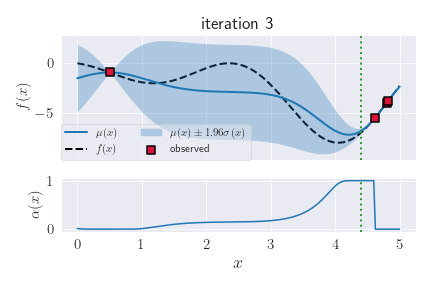 iteration 3
f(x)
0
−5
μ(x)
μ(x) ± 1.96σ(x)
f(x)
observed
α(x)
1
0
0 1 2 3 4 5
x